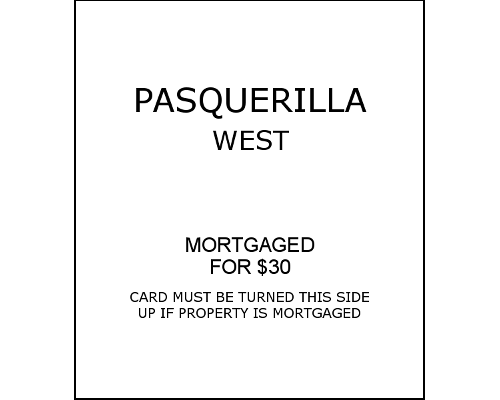 PASQUERILLA
WEST
MORTGAGED
FOR $30
CARD MUST BE TURNED THIS SIDE
UP IF PROPERTY IS MORTGAGED